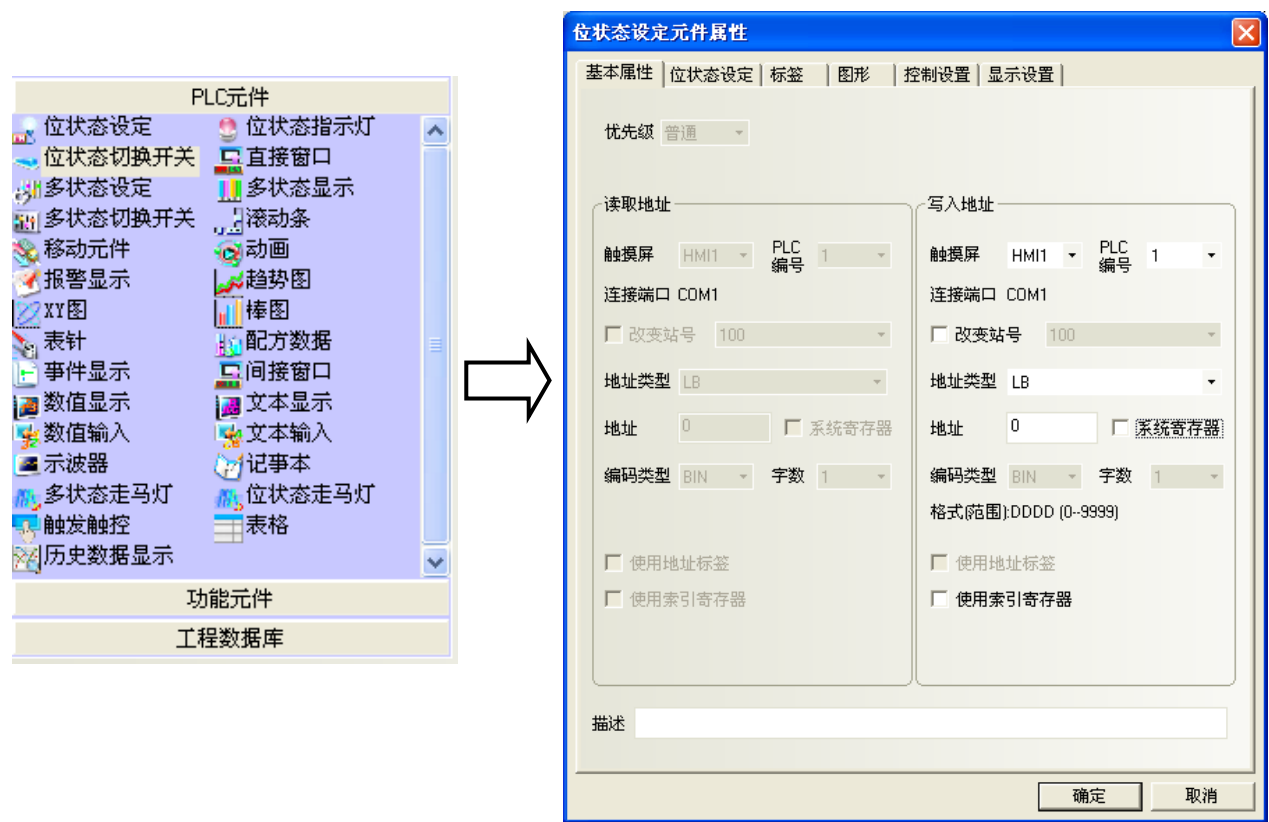 PLC元件
位状态设定 位状态指示灯
位状态切换开关 直接窗口
多状态设定 多状态显示
多状态切换开关 滚动条
移动元件 动画
报警显示 趋势图
XY图 棒图
表针 配方数据
事件显示 间接窗口
数值显示 文本显示
数值输入 文本输入
示波器 记事本
多状态走马灯 位状态走马灯
触发触控 表格
历史数据显示
功能元件
工程数据库
位状态设定元件属性
基本属性 位状态设定 标签 图形 控制设置 显示设置
优先级 普通
读取地址
触摸屏 HMI1 PLC编号 1
连接端口 COM1
改变站号 100
地址类型 LB
地址 0 系统寄存器
编码类型 BIN 字数 1
使用地址标签
使用索引寄存器
写入地址
触摸屏 HMI1 PLC编号 1
连接端口 COM1
改变站号 100
地址类型 LB
地址 0 系统寄存器
编码类型 BIN 字数 1
格式(范围):DDDD (0--9999)
使用地址标签
使用索引寄存器
描述
确定 取消